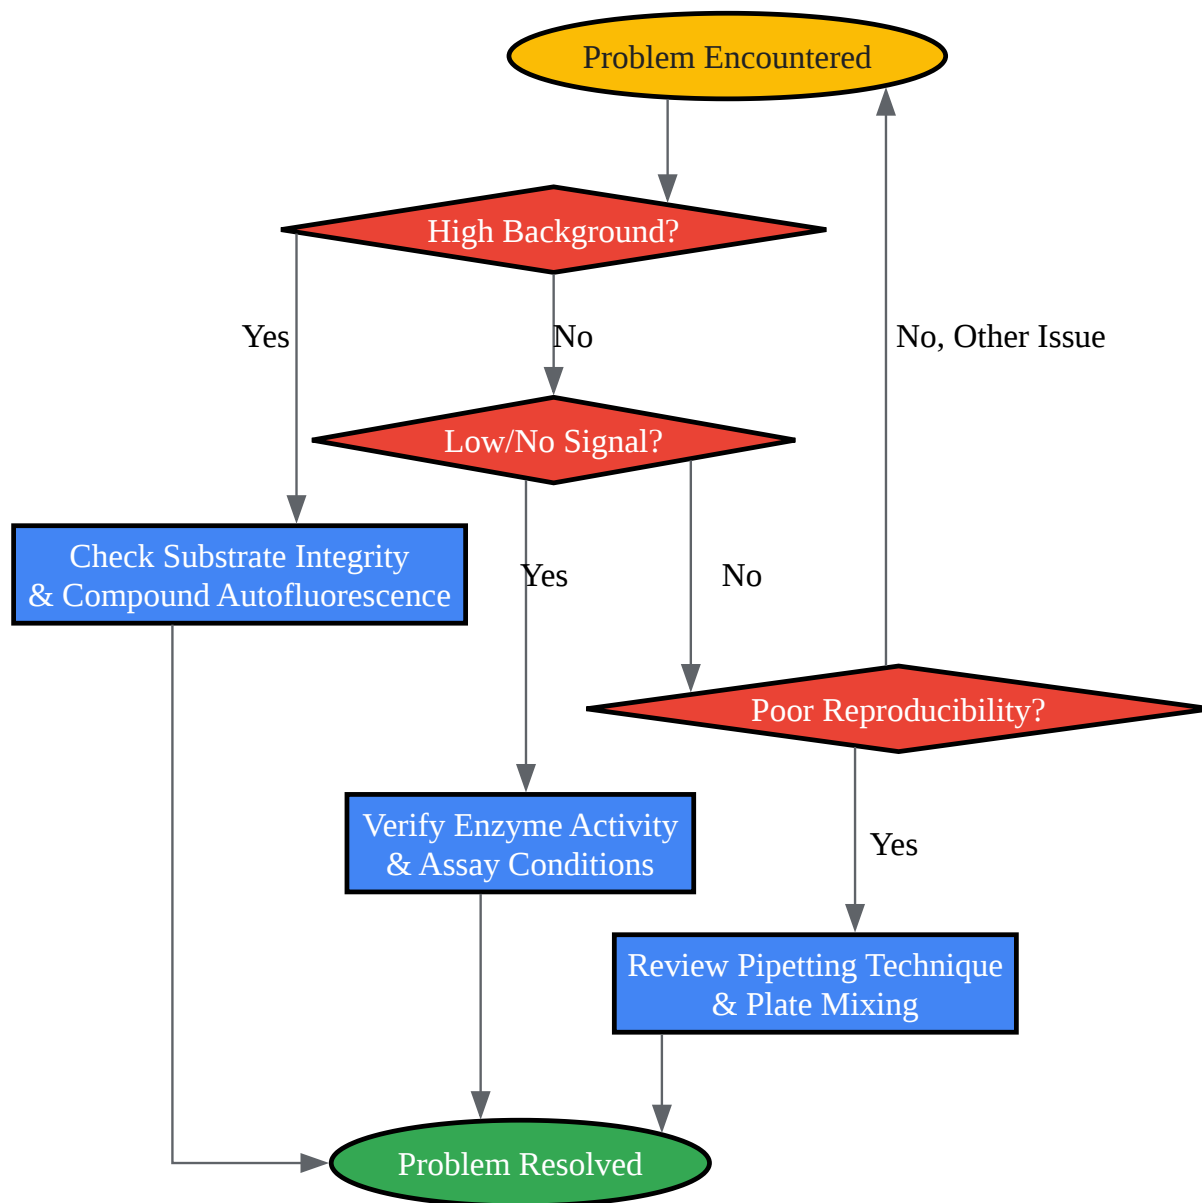 Problem Encountered
High Background?
Yes
No
No, Other Issue
Low/No Signal?
Check Substrate Integrity
& Compound Autofluorescence
Yes
No
Poor Reproducibility?
Verify Enzyme Activity
& Assay Conditions
Yes
Review Pipetting Technique
& Plate Mixing
Problem Resolved